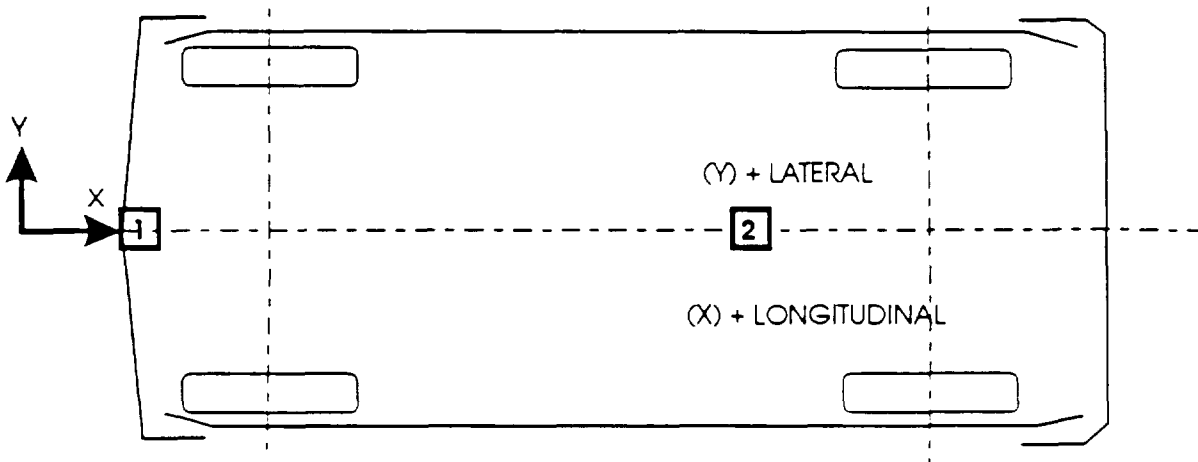 Y
(Y) + LATERAL
X
1
2
(X) + LONGITUDINAL